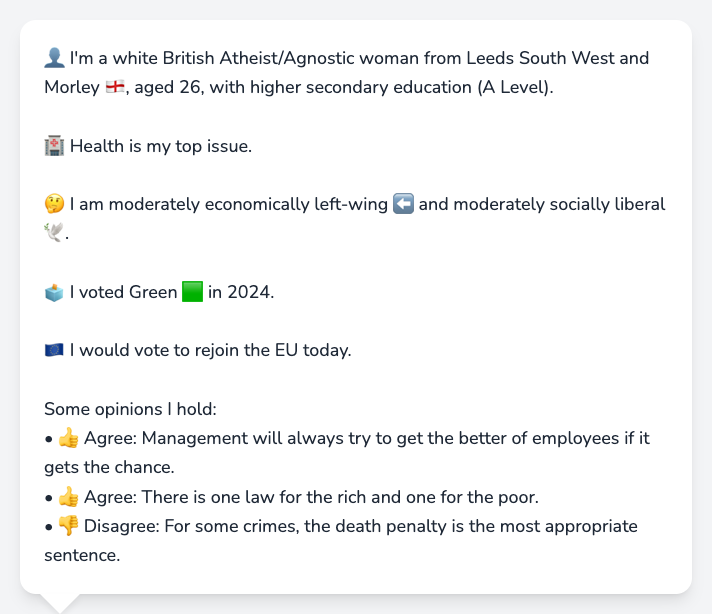 👤 I'm a white British Atheist/Agnostic woman from Leeds South West and
Morley 🏴󠁧󠁢󠁥󠁮󠁧󠁿, aged 26, with higher secondary education (A Level).
🏥 Health is my top issue.
🤔 I am moderately economically left-wing ⬅️ and moderately socially liberal
🕊️.
🗳️ I voted Green 🟩 in 2024.
🇪🇺 I would vote to rejoin the EU today.
Some opinions I hold:
• 👍 Agree: Management will always try to get the better of employees if it
gets the chance.
• 👍 Agree: There is one law for the rich and one for the poor.
• 👎 Disagree: For some crimes, the death penalty is the most appropriate
sentence.